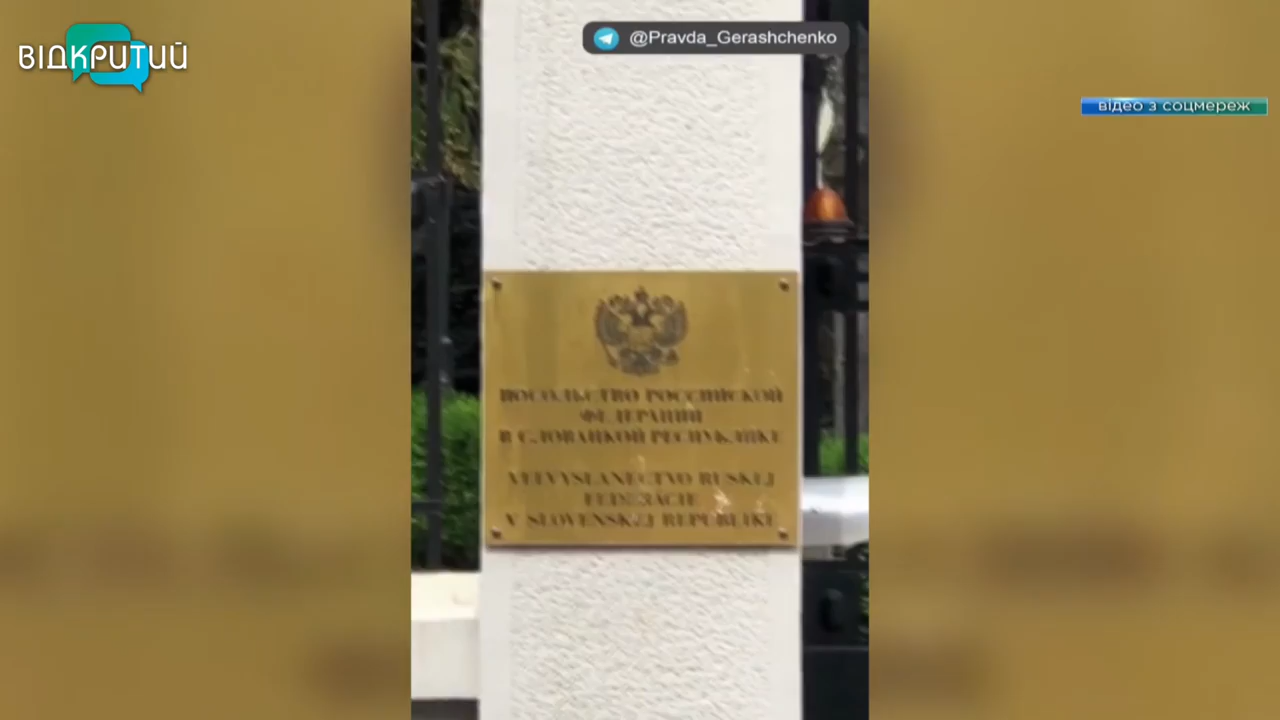 ВІДКРИТИЙ
@Pravda_Gerashchenko
відео з соцмереж
ПОСОЛЬСТВО РОССИЙСКОЙ
ФЕДЕРАЦИИ
В СЛОВАЦКОЙ РЕСПУБЛИКЕ
VEĽVYSLANECTVO RUSKEJ
FEDERÁCIE
V SLOVENSKEJ REPUBLIKE